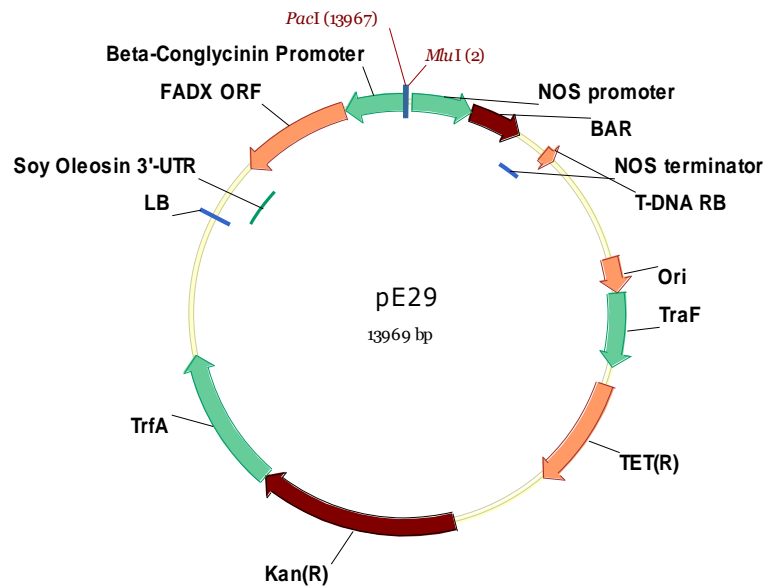 PacI (13967)
MluI (2)
Beta-Conglycinin Promoter
FADX ORF
NOS promoter
BAR
Soy Oleosin 3'-UTR
NOS terminator
LB
T-DNA RB
Ori
pE29
TraF
13969 bp
TrfA
TET(R)
Kan(R)